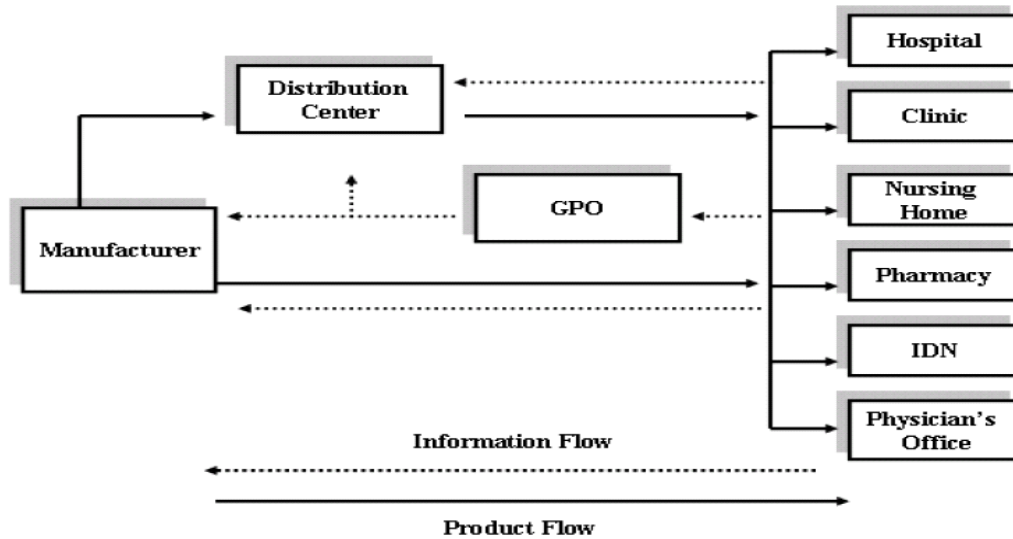 Hospital
Distribution
Center
Clinic
Nursing
Home
GPO
Manufacturer
Pharmacy
IDN
Physician's
Office
Information Flow
Product Flow